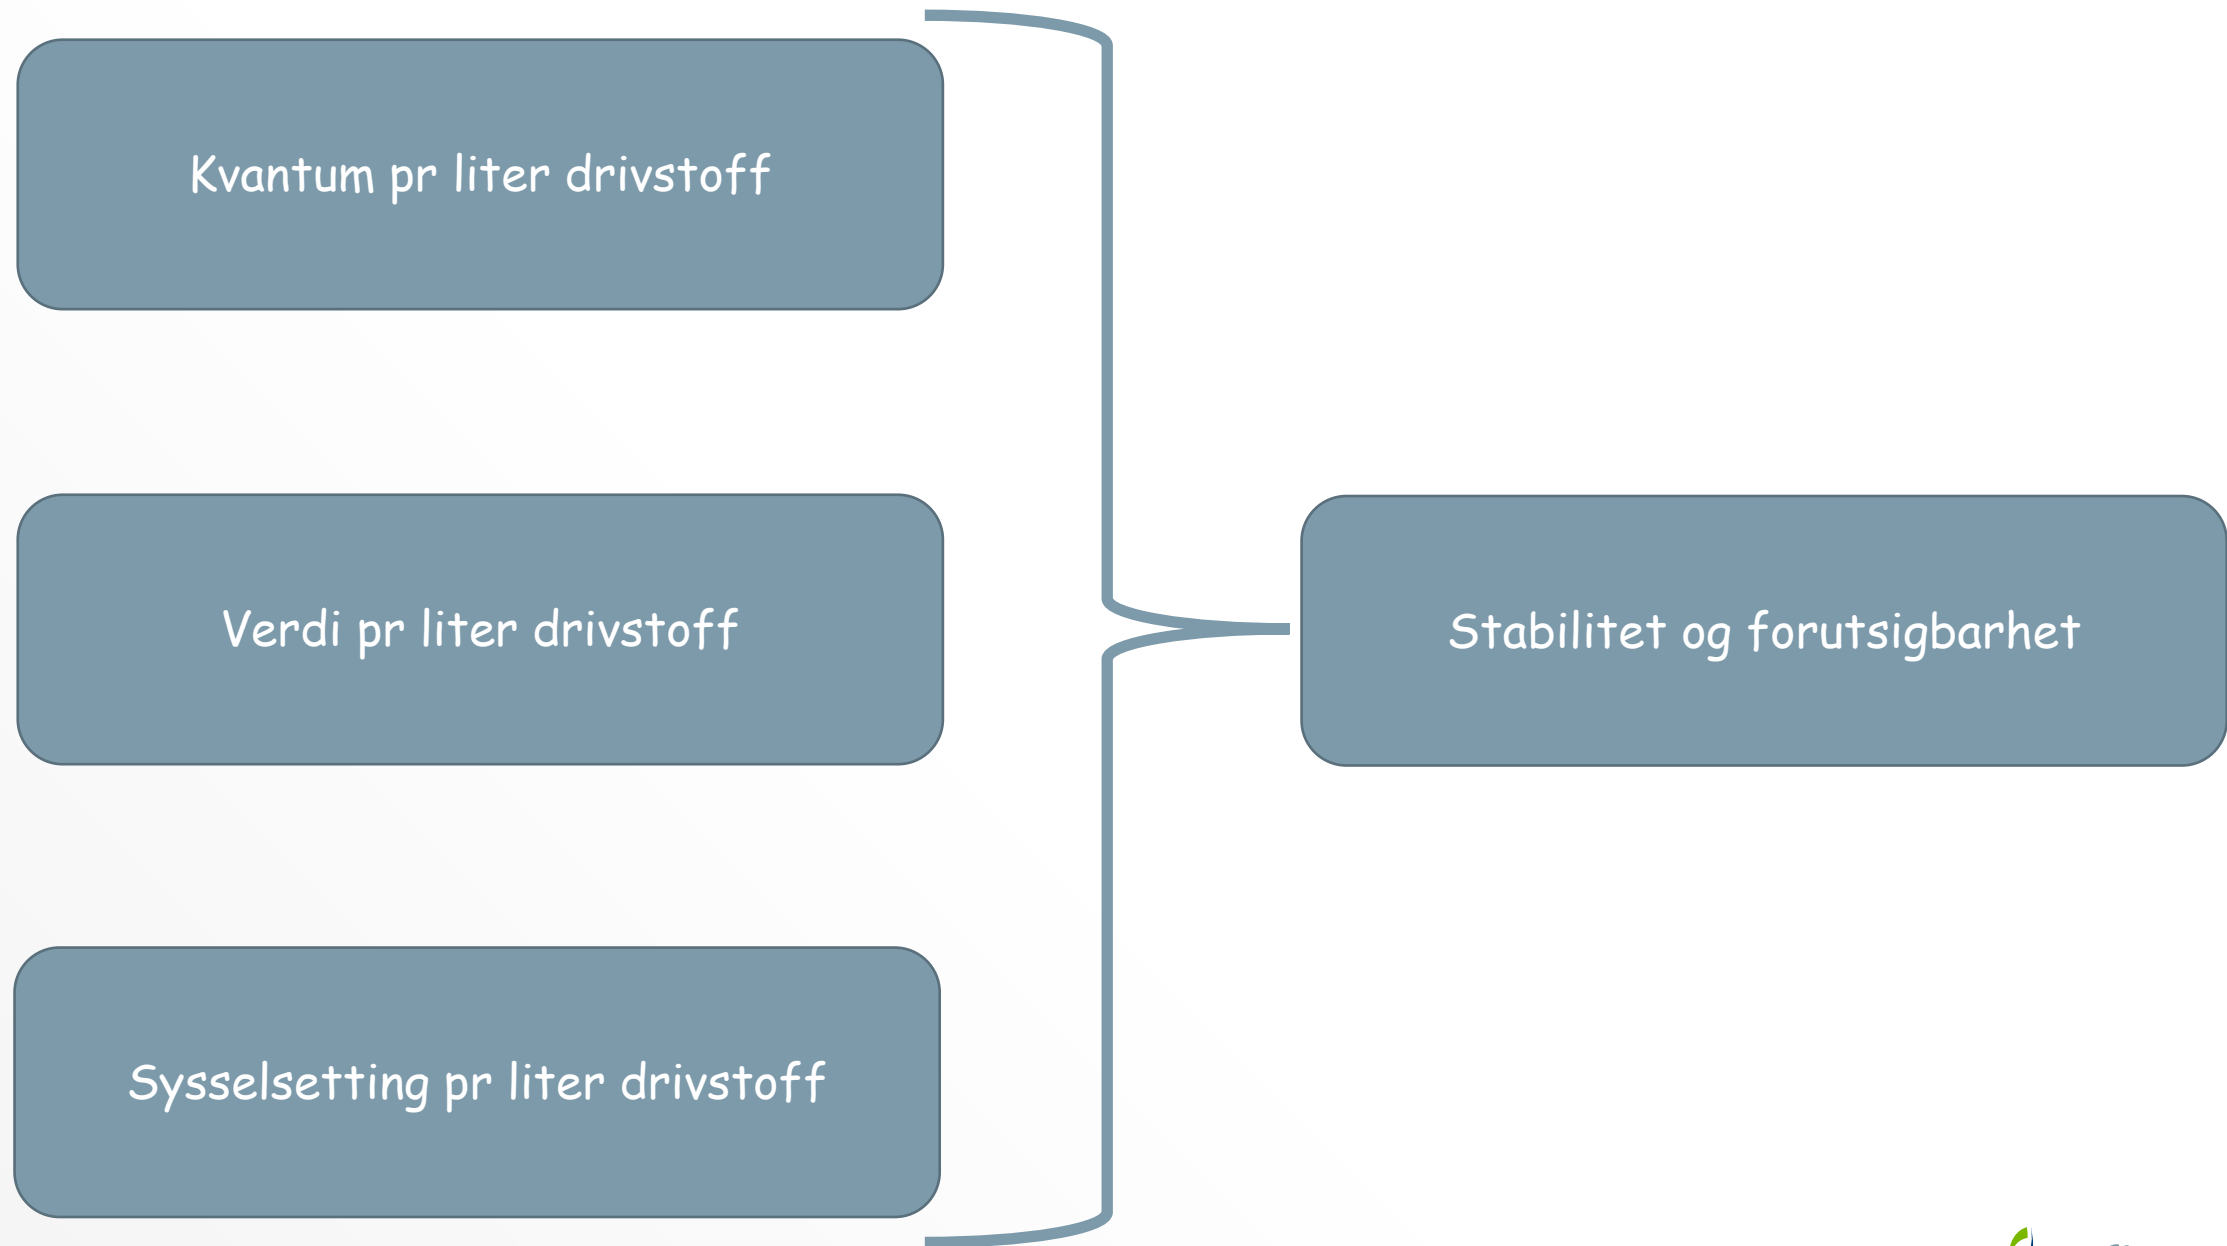 Kvantum pr liter drivstoff
Verdi pr liter drivstoff
Stabilitet og forutsigbarhet
Sysselsetting pr liter drivstoff